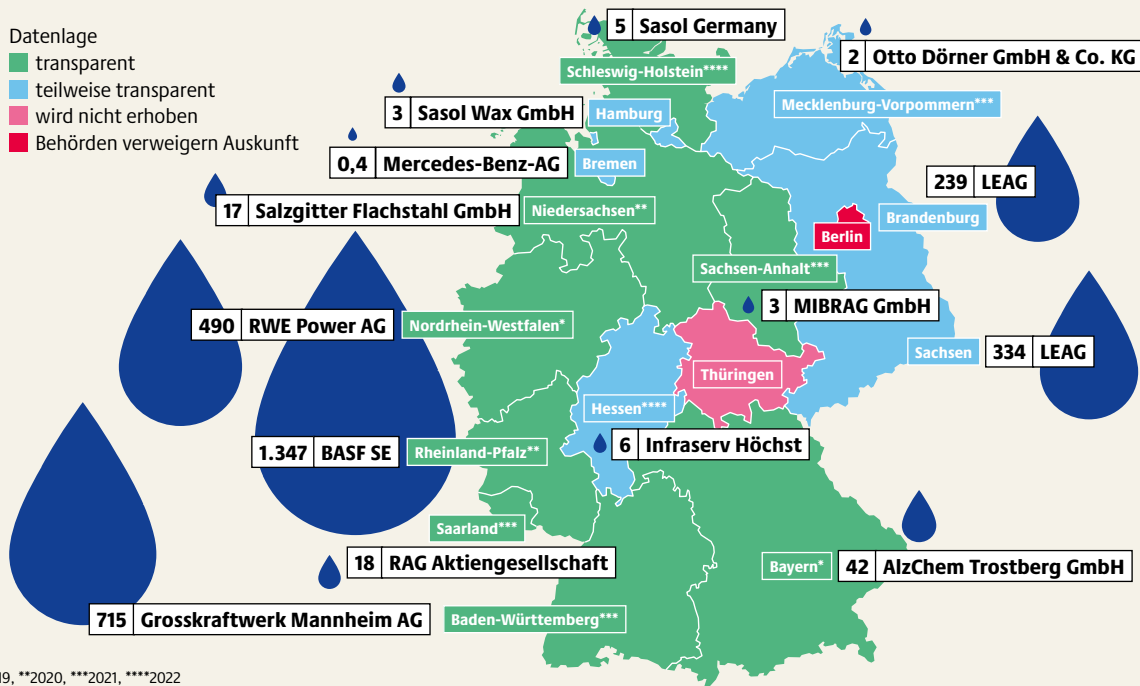 Datenlage
transparent
teilweise transparent
wird nicht erhoben
Behörden verweigern Auskunft
5 Sasol Germany
Schleswig-Holstein****
2 Otto Dörner GmbH & Co. KG
Mecklenburg-Vorpommern***
3 Sasol Wax GmbH
Hamburg
0,4 Mercedes-Benz-AG
Bremen
239 LEAG
Brandenburg
17 Salzgitter Flachstahl GmbH
Niedersachsen**
Berlin
Sachsen-Anhalt***
3 MIBRAG GmbH
490 RWE Power AG
Nordrhein-Westfalen*
Sachsen
334 LEAG
Thüringen
Hessen****
6 Infraserv Höchst
1.347 BASF SE
Rheinland-Pfalz**
Saarland***
18 RAG Aktiengesellschaft
Bayern*
42 AlzChem Trostberg GmbH
715 Grosskraftwerk Mannheim AG
Baden-Württemberg***
**2020, ***2021, ****2022